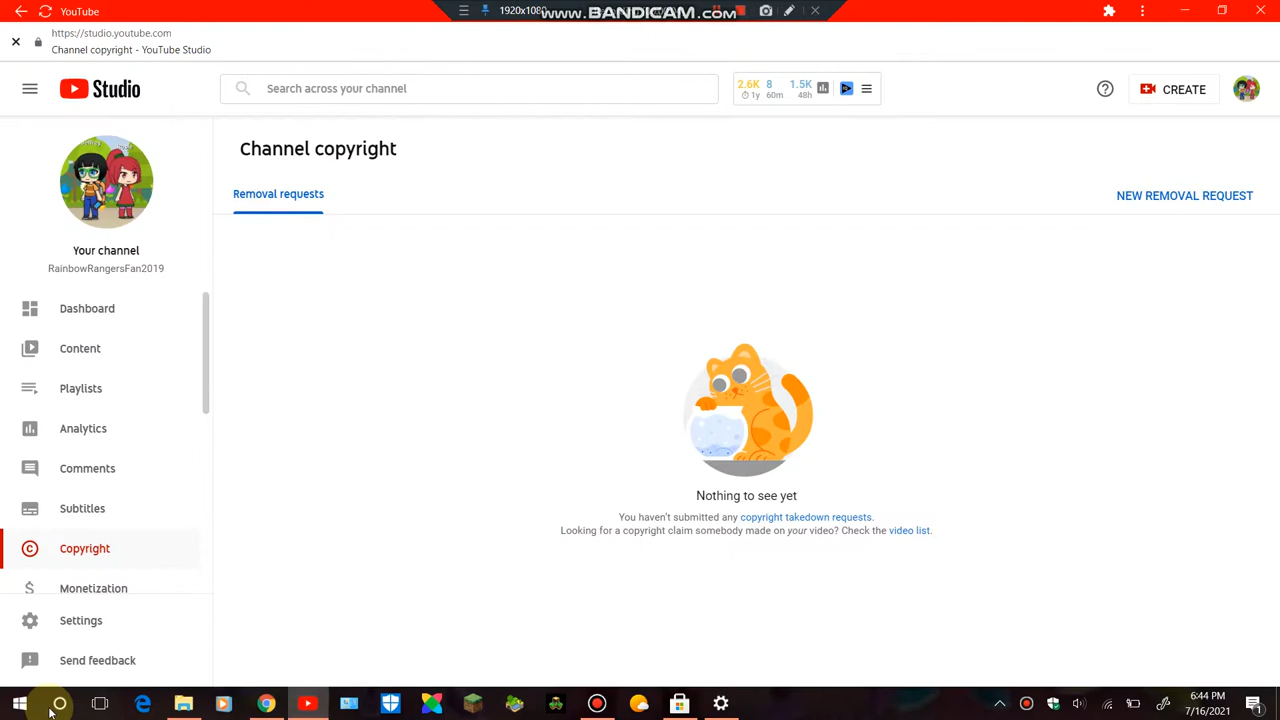 YouTube
1920x1080
www.BANDICAM.com
https://studio.youtube.com
Channel copyright - YouTube Studio
Studio
Search across your channel
2.6K 8 1.5K
1y 60m 48h
CREATE
Channel copyright
Removal requests
NEW REMOVAL REQUEST
Your channel
RainbowRangersFan2019
Dashboard
Content
Playlists
Analytics
Comments
Subtitles
Copyright
Monetization
Settings
Send feedback
Nothing to see yet
You haven't submitted any copyright takedown requests.
Looking for a copyright claim somebody made on your video? Check the video list.
6:44 PM
7/16/2021